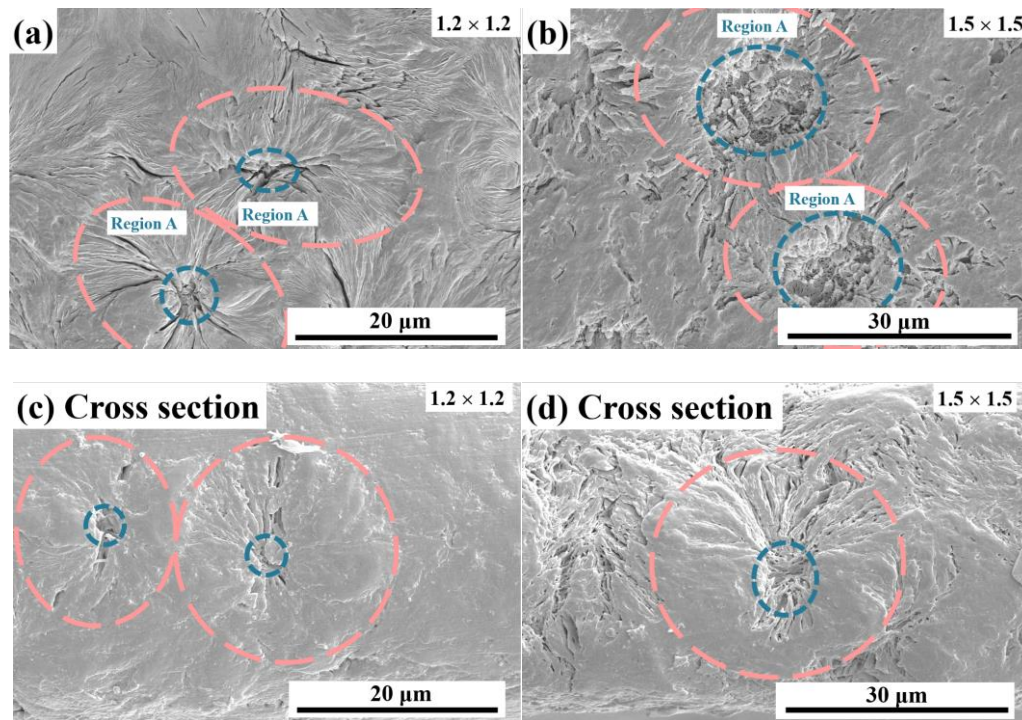 (a)
1.2 × 1.2
Region A
Region A
20 μm
(b)
1.5 × 1.5
Region A
Region A
30 μm
(c) Cross section
1.2 × 1.2
20 μm
(d) Cross section
1.5 × 1.5
30 μm